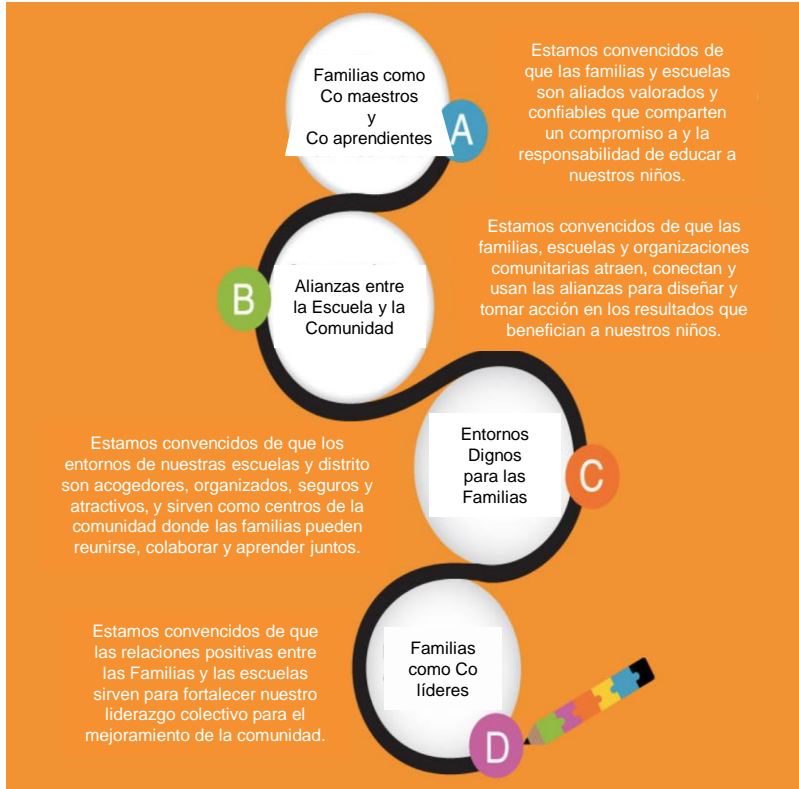 Familias como
Co maestros
y
Co aprendientes
A
Estamos convencidos de
que las familias y escuelas
son aliados valorados y
confiables que comparten
un compromiso a y la
responsabilidad de educar a
nuestros niños.
B
Alianzas entre
la Escuela y la
Comunidad
Estamos convencidos de que las
familias, escuelas y organizaciones
comunitarias atraen, conectan y
usan las alianzas para diseñar y
tomar acción en los resultados que
benefician a nuestros niños.
Entornos
Dignos
para las
Familias
C
Estamos convencidos de que los
entornos de nuestras escuelas y distrito
son acogedores, organizados, seguros y
atractivos, y sirven como centros de la
comunidad donde las familias pueden
reunirse, colaborar y aprender juntos.
Familias
como Co
líderes
D
Estamos convencidos de que
las relaciones positivas entre
las Familias y las escuelas
sirven para fortalecer nuestro
liderazgo colectivo para el
mejoramiento de la comunidad.